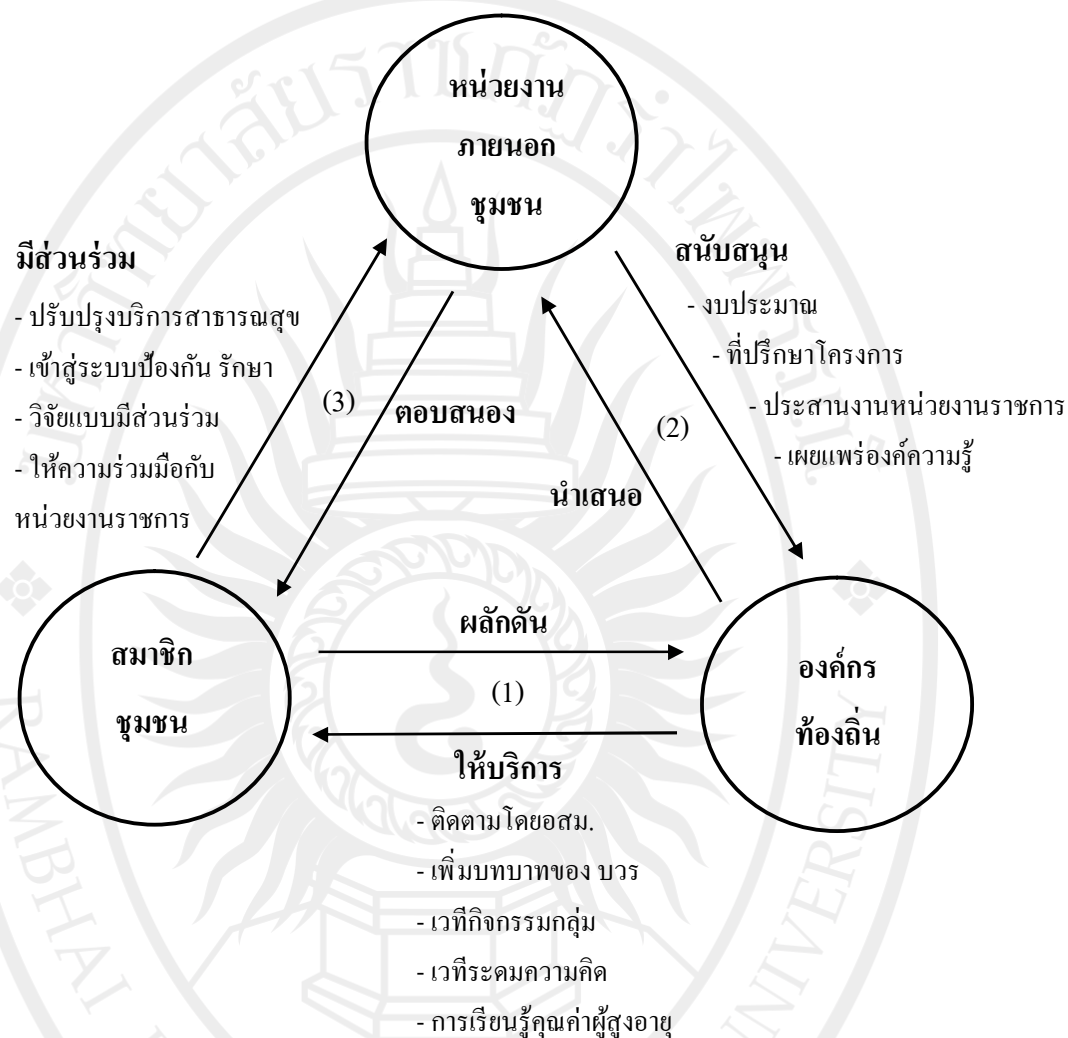 หน่วยงาน
ภายนอก
ชุมชน
มีส่วนร่วม
- ปรับปรุงบริการสาธารณสุข
- เข้าสู่ระบบป้องกัน รักษา
- วิจัยแบบมีส่วนร่วม
- ให้ความร่วมมือกับ
หน่วยงานราชการ
(3)
ตอบสนอง
สนับสนุน
- งบประมาณ
- ที่ปรึกษาโครงการ
- ประสานงานหน่วยงานราชการ
- เผยแพร่องค์ความรู้
(2)
นำเสนอ
สมาชิก
ชุมชน
ผลักดัน
(1)
ให้บริการ
องค์กร
ท้องถิ่น
- ติดตามโดยอสม.
- เพิ่มบทบาทของ บวร
- เวทีกิจกรรมกลุ่ม
- เวทีระดมความคิด
- การเรียนรู้คุณค่าผู้สูงอายุ
RAMBHAI
UNIVERSITY